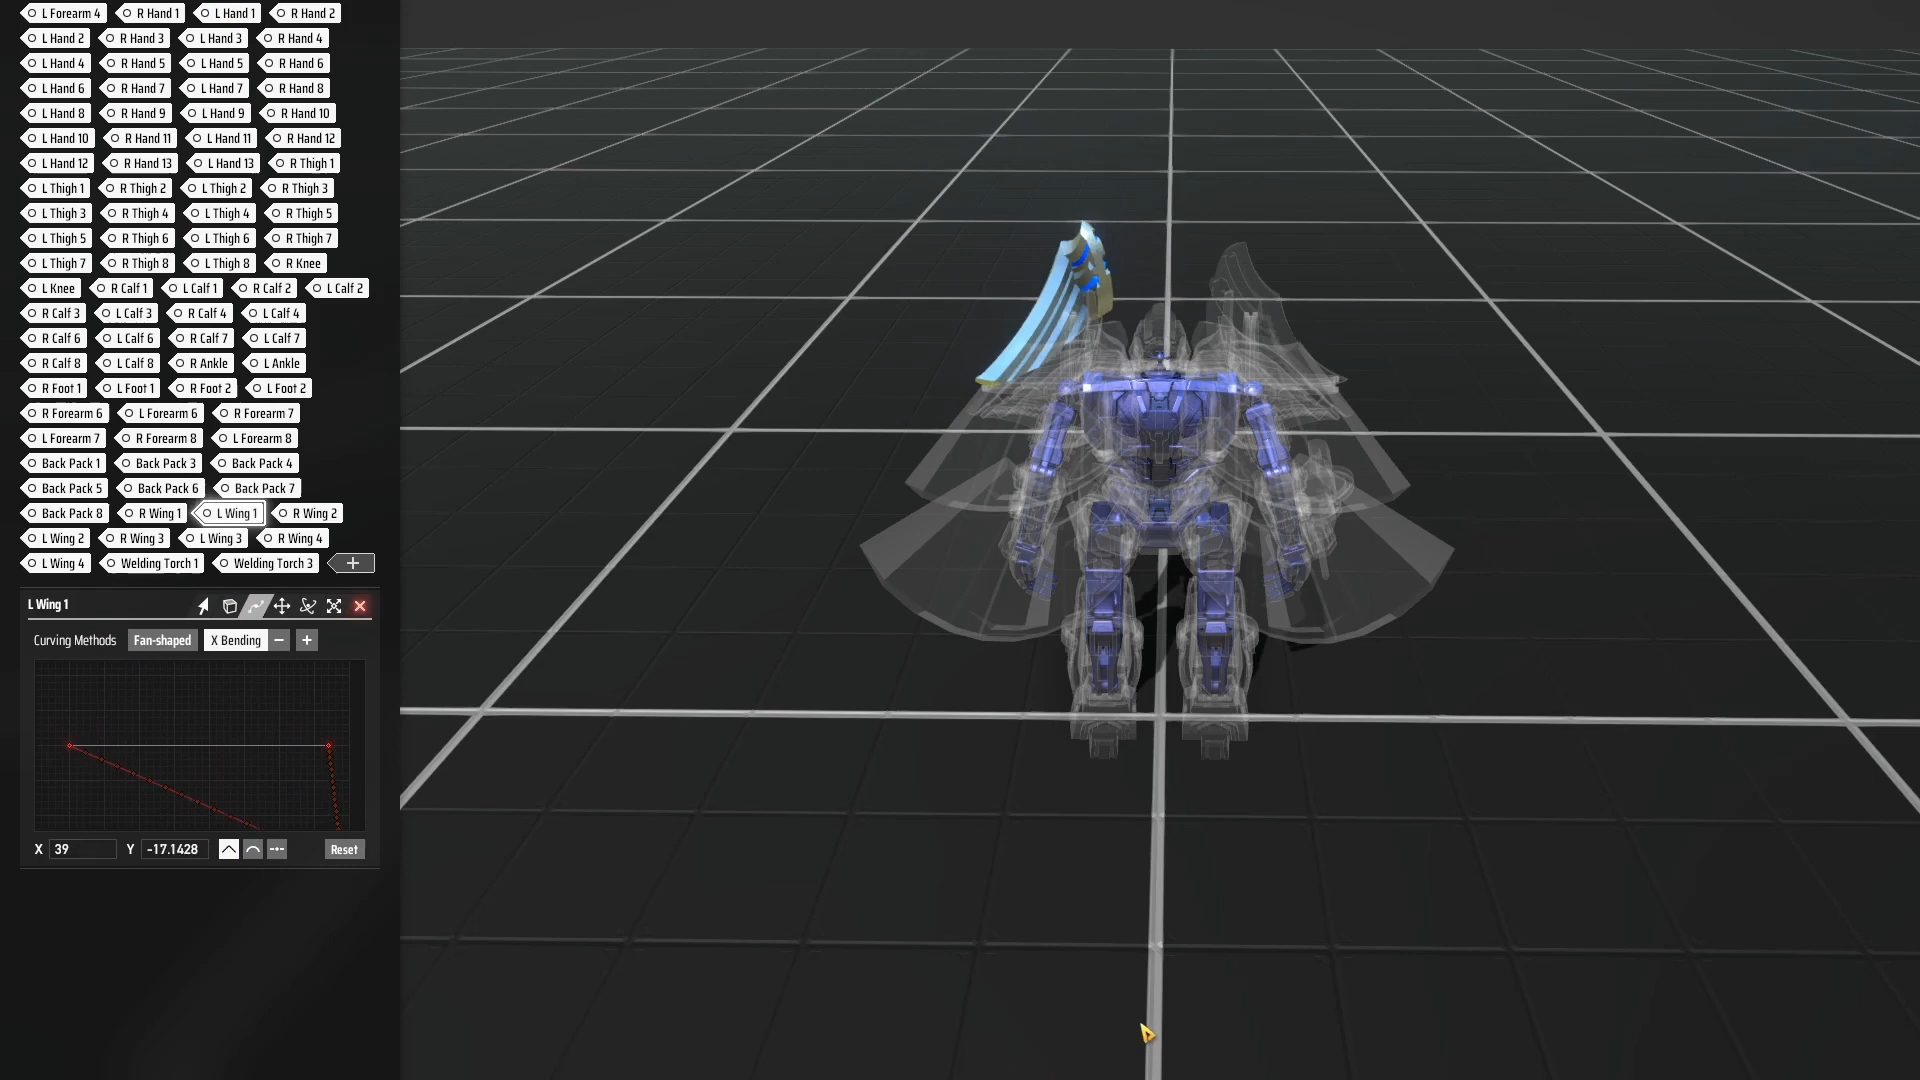 L Forearm 4 R Hand 1 L Hand 1 R Hand 2
L Hand 2 R Hand 3 L Hand 3 R Hand 4
L Hand 4 R Hand 5 L Hand 5 R Hand 6
L Hand 6 R Hand 7 L Hand 7 R Hand 8
L Hand 8 R Hand 9 L Hand 9 R Hand 10
L Hand 10 R Hand 11 L Hand 11 R Hand 12
L Hand 12 R Hand 13 L Hand 13 R Thigh 1
L Thigh 1 R Thigh 2 L Thigh 2 R Thigh 3
L Thigh 3 R Thigh 4 L Thigh 4 R Thigh 5
L Thigh 5 R Thigh 6 L Thigh 6 R Thigh 7
L Thigh 7 R Thigh 8 L Thigh 8 R Knee
L Knee R Calf 1 L Calf 1 R Calf 2 L Calf 2
R Calf 3 L Calf 3 R Calf 4 L Calf 4
R Calf 6 L Calf 6 R Calf 7 L Calf 7
R Calf 8 L Calf 8 R Ankle L Ankle
R Foot 1 L Foot 1 R Foot 2 L Foot 2
R Forearm 6 L Forearm 6 R Forearm 7
L Forearm 7 R Forearm 8 L Forearm 8
Back Pack 1 Back Pack 3 Back Pack 4
Back Pack 5 Back Pack 6 Back Pack 7
Back Pack 8 R Wing 1 L Wing 1 R Wing 2
L Wing 2 R Wing 3 L Wing 3 R Wing 4
L Wing 4 Welding Torch 1 Welding Torch 3 +
L Wing 1
Curving Methods Fan-shaped X Bending - +
X 39 Y -17.1428 Reset